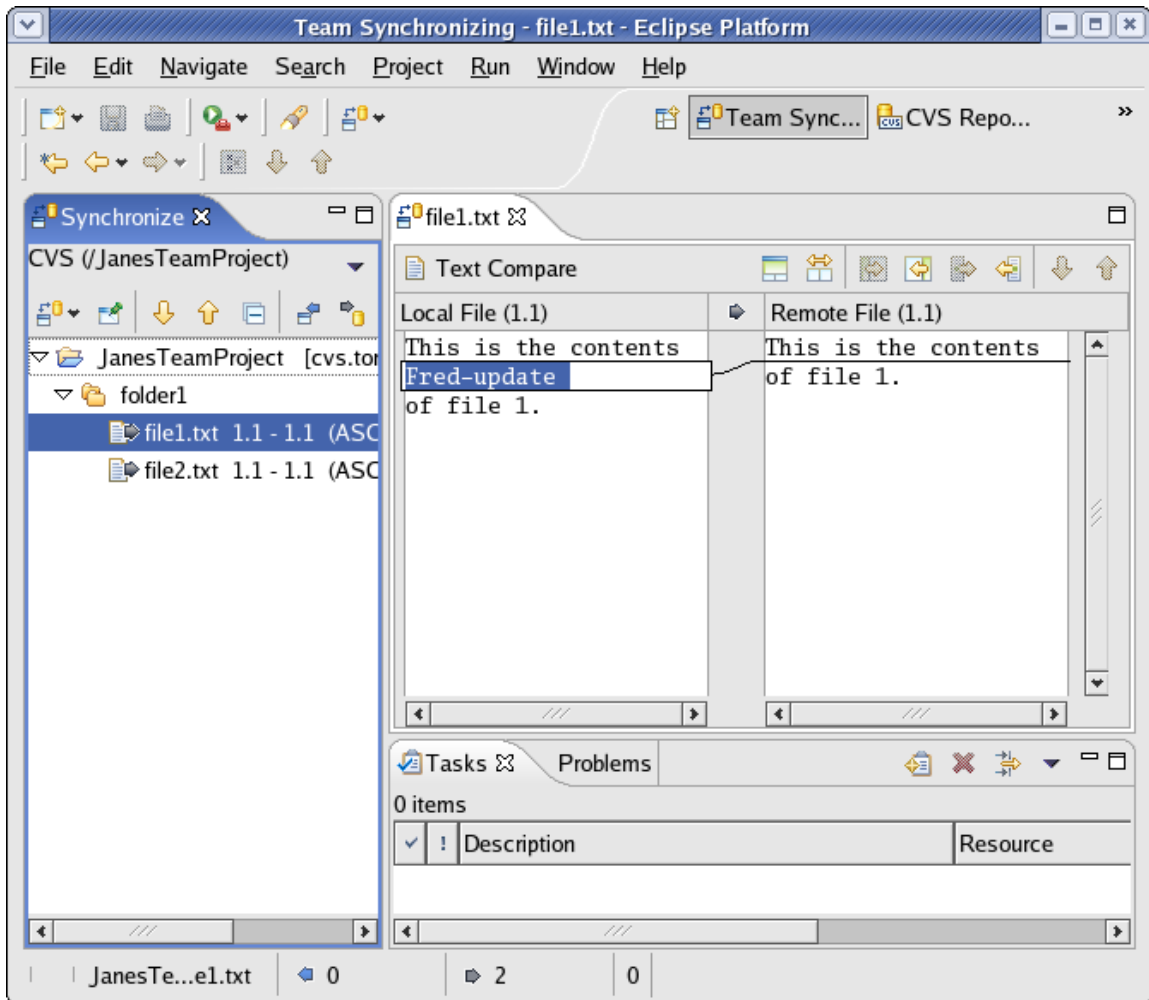 Team Synchronizing - file1.txt - Eclipse Platform
File Edit Navigate Search Project Run Window Help
Team Sync... CVS Repo... »
Synchronize
CVS (/JanesTeamProject)
JanesTeamProject [cvs.tor
folder1
file1.txt 1.1 - 1.1 (ASC
file2.txt 1.1 - 1.1 (ASC
file1.txt
Text Compare
Local File (1.1)
This is the contents
Fred-update
of file 1.
Remote File (1.1)
This is the contents
of file 1.
Tasks Problems
0 items
! Description Resource
JanesTe...e1.txt 0 2 0